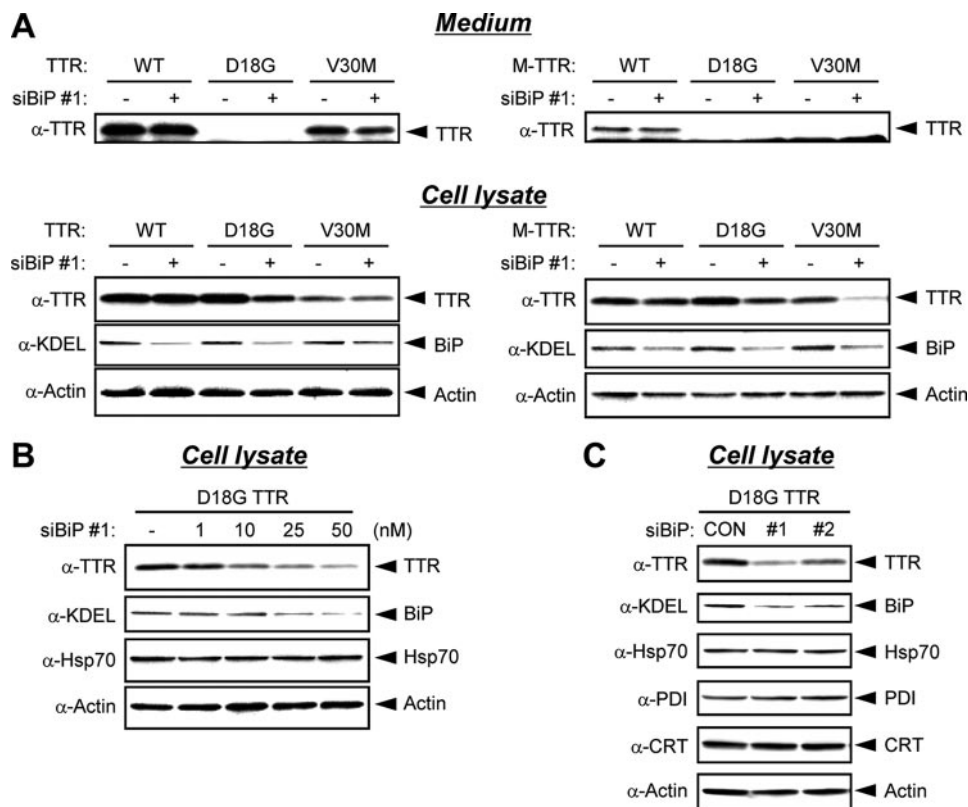 A
Medium
TTR: WT D18G V30M
siBiP #1: - + - + - +
α-TTR TTR
M-TTR: WT D18G V30M
siBiP #1: - + - + - +
α-TTR TTR
Cell lysate
TTR: WT D18G V30M
siBiP #1: - + - + - +
α-TTR TTR
α-KDEL BiP
α-Actin Actin
M-TTR: WT D18G V30M
siBiP #1: - + - + - +
α-TTR TTR
α-KDEL BiP
α-Actin Actin
B
Cell lysate
D18G TTR
siBiP #1: - 1 10 25 50 (nM)
α-TTR TTR
α-KDEL BiP
α-Hsp70 Hsp70
α-Actin Actin
C
Cell lysate
D18G TTR
siBiP: CON #1 #2
α-TTR TTR
α-KDEL BiP
α-Hsp70 Hsp70
α-PDI PDI
α-CRT CRT
α-Actin Actin